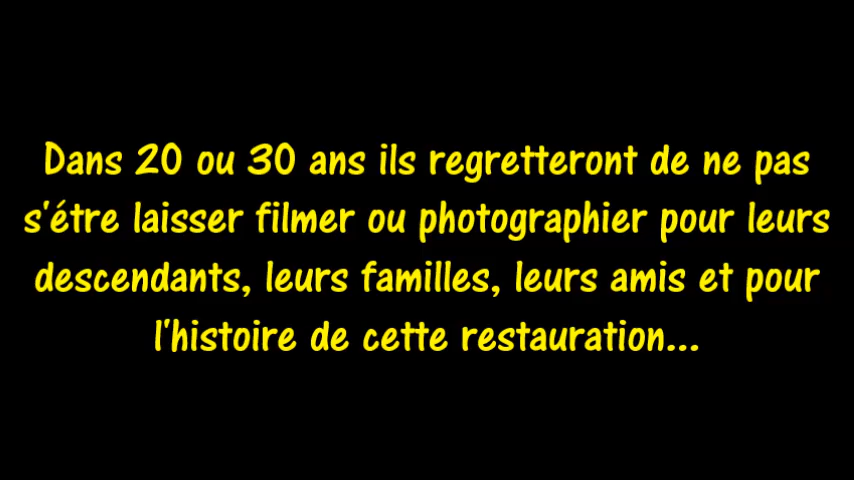 Dans 20 ou 30 ans ils regretteront de ne pas
s'étre laisser filmer ou photographier pour leurs
descendants, leurs familles, leurs amis et pour
l'histoire de cette restauration...